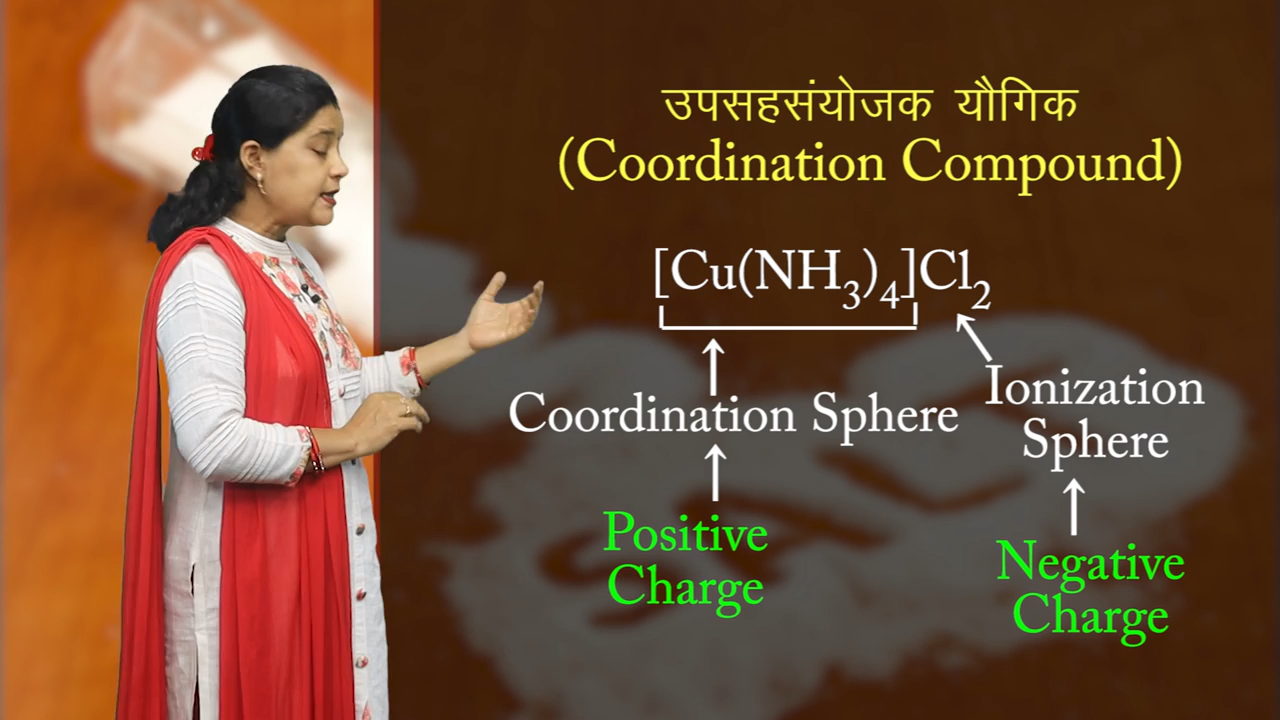 उपसहसंयोजक यौगिक
(Coordination Compound)
[Cu(NH₃)₄]Cl₂
Coordination Sphere
Ionization
Sphere
Positive
Charge
Negative
Charge